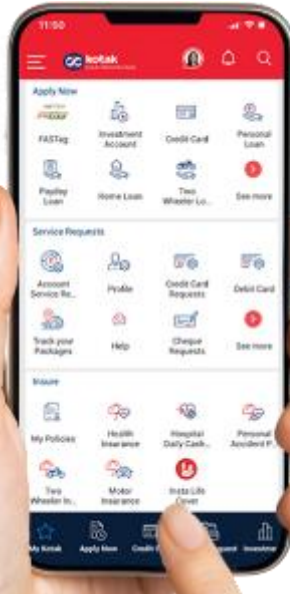 11:50
kotak
Apply Now
FASTag
Investment Account
Credit Card
Personal Loan
Payday Loan
Home Loan
Two Wheeler Lo...
See more
Service Requests
Account Service Re...
Profile
Credit Card Requests
Debit Card
Track your Packages
Help
Cheque Requests
See more
Insure
My Policies
Health Insurance
Hospital Daily Cash...
Personal Accident P...
Two Wheeler In...
Motor Insurance
Insta Life Cover
My Kotak
Apply Now
Credit
Investment